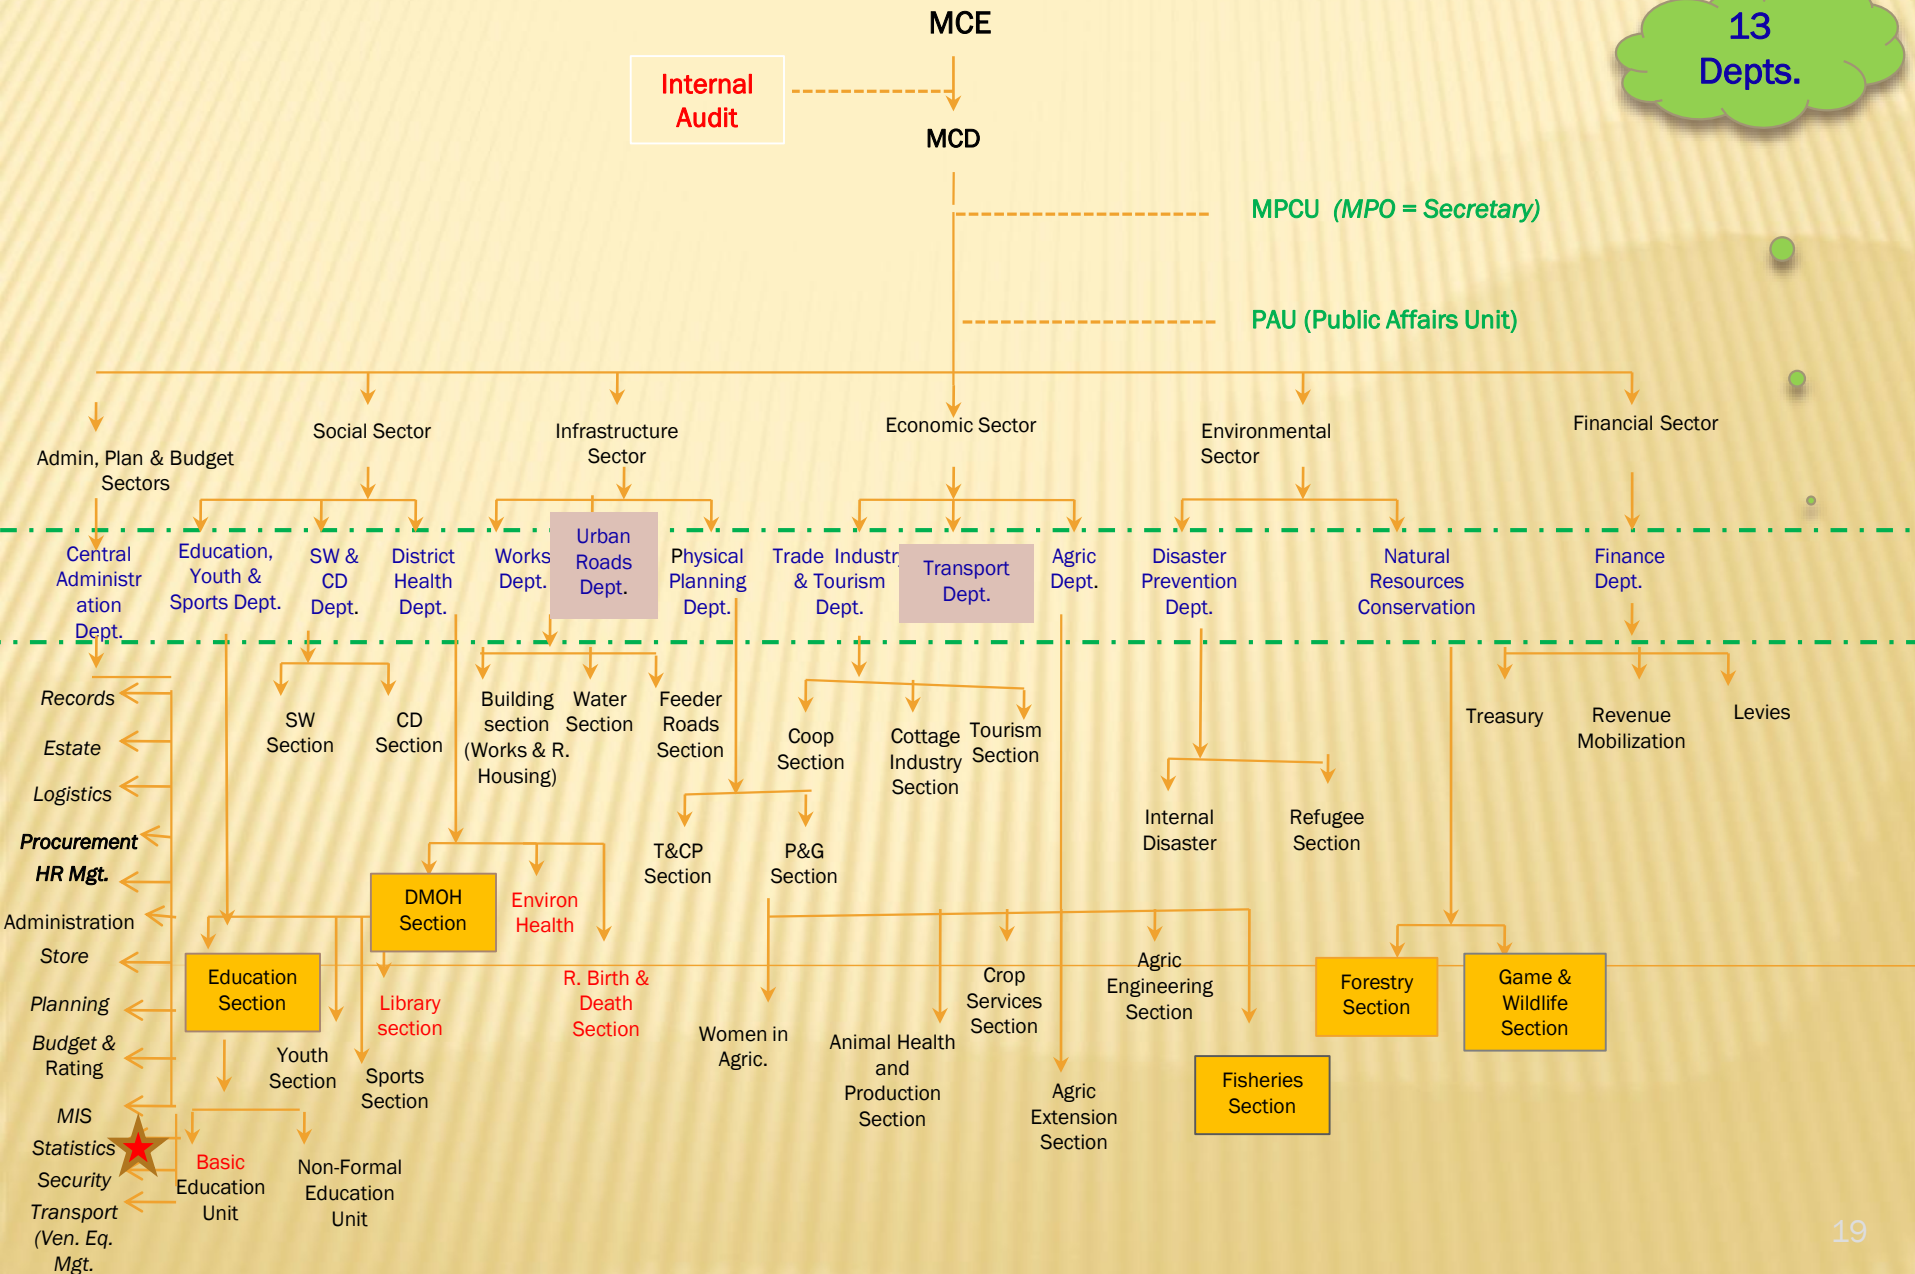 MCE
13
Depts.
Internal
Audit
MCD
MPCU (MPO = Secretary)
PAU (Public Affairs Unit)
Admin, Plan & Budget
Sectors
Social Sector
Infrastructure
Sector
Economic Sector
Environmental
Sector
Financial Sector
Central
Administr
ation
Dept.
Education,
Youth &
Sports Dept.
SW &
CD
Dept.
District
Health
Dept.
Works
Dept.
Urban
Roads
Dept.
Physical
Planning
Dept.
Trade Industry
& Tourism
Dept.
Transport
Dept.
Agric
Dept.
Disaster
Prevention
Dept.
Natural
Resources
Conservation
Finance
Dept.
Records
Estate
Logistics
Procurement
HR Mgt.
Administration
Store
Planning
Budget &
Rating
MIS
Statistics
Security
Transport
(Ven. Eq.
Mgt.
SW
Section
CD
Section
Building
section
(Works & R.
Housing)
Water
Section
Feeder
Roads
Section
Coop
Section
Cottage
Industry
Section
Tourism
Section
Treasury
Revenue
Mobilization
Levies
Internal
Disaster
Refugee
Section
T&CP
Section
P&G
Section
DMOH
Section
Environ
Health
R. Birth &
Death
Section
Education
Section
Library
section
Youth
Section
Sports
Section
Basic
Education
Unit
Non-Formal
Education
Unit
Women in
Agric.
Animal Health
and
Production
Section
Crop
Services
Section
Agric
Extension
Section
Agric
Engineering
Section
Fisheries
Section
Forestry
Section
Game &
Wildlife
Section
19